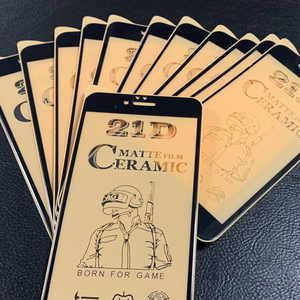 21D
MATTE FILM
CERAMIC
BORN FOR GAME